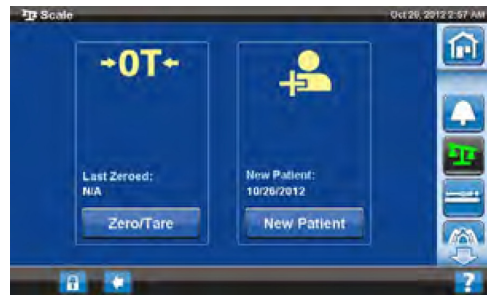 Scale
Oct 26, 2012 2:57 AM
→0T←
Last Zeroed:
N/A
New Patient:
10/26/2012
Zero/Tare
New Patient
?